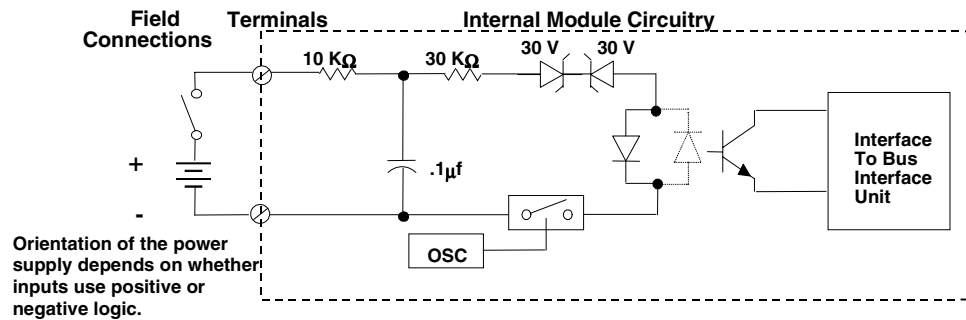 Field
Connections
Terminals
Internal Module Circuitry
10 KΩ
30 KΩ
30 V
30 V
.1μf
+
-
OSC
Interface
To Bus
Interface
Unit
Orientation of the power
supply depends on whether
inputs use positive or
negative logic.